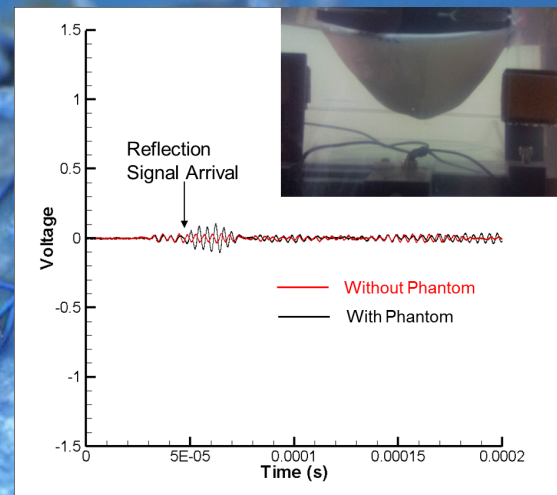 1.5
1
Reflection
Signal Arrival
0.5
Voltage
0
Without Phantom
With Phantom
-0.5
-1
-1.5
0
5E-05
0.0001
0.00015
0.0002
Time (s)